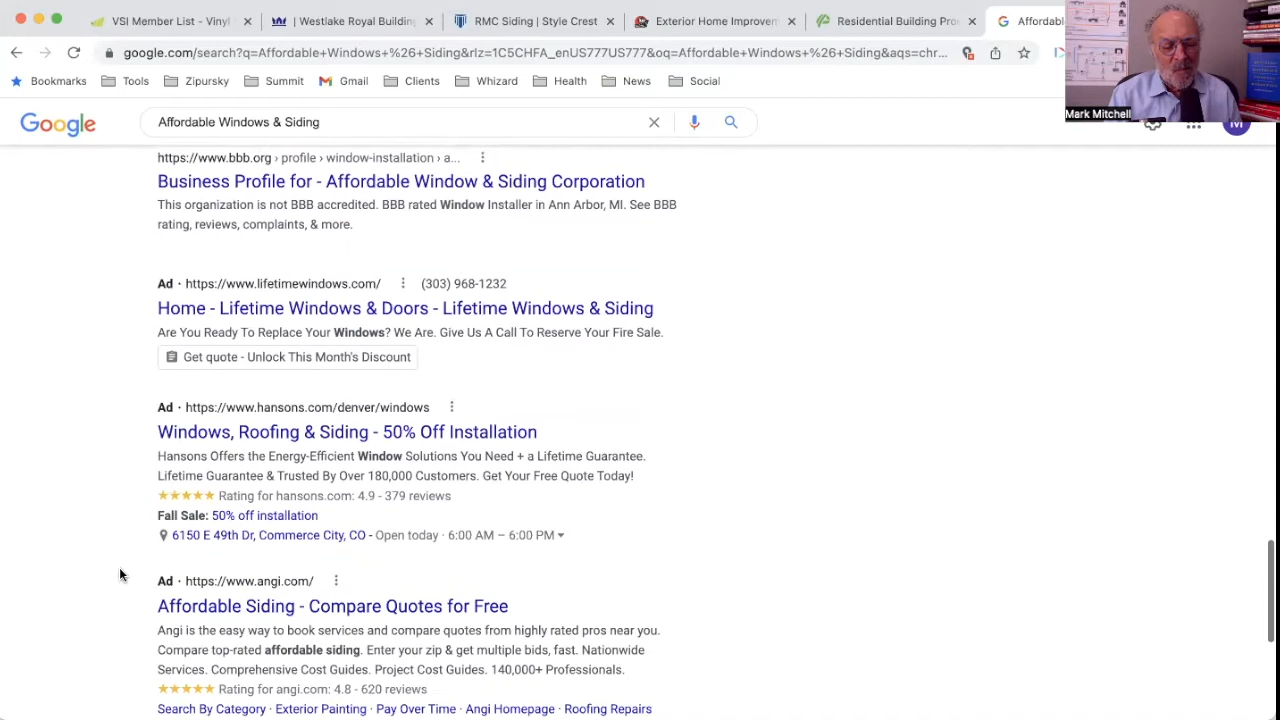 VSI Member List - Vinyl
Westlake Royal Building
RMC Siding | Southeast
Exterior Home Improvem
Residential Building Pro
Affordab
google.com/search?q=Affordable+Windows+%26+Siding&rlz=1C5CHFA_enUS777US777&oq=Affordable+Windows+%26+Siding&aqs=chr...
Bookmarks
Tools
Zipursky
Summit
Gmail
Clients
Whizard
Me
News
Social
Mark Mitchell
Google
Affordable Windows & Siding
M
https://www.bbb.org › profile › window-installation › a...
Business Profile for - Affordable Window & Siding Corporation
This organization is not BBB accredited. BBB rated Window Installer in Ann Arbor, MI. See BBB
rating, reviews, complaints, & more.
Ad · https://www.lifetimewindows.com/ (303) 968-1232
Home - Lifetime Windows & Doors - Lifetime Windows & Siding
Are You Ready To Replace Your Windows? We Are. Give Us A Call To Reserve Your Fire Sale.
Get quote - Unlock This Month's Discount
Ad · https://www.hansons.com/denver/windows
Windows, Roofing & Siding - 50% Off Installation
Hansons Offers the Energy-Efficient Window Solutions You Need + a Lifetime Guarantee.
Lifetime Guarantee & Trusted By Over 180,000 Customers. Get Your Free Quote Today!
Rating for hansons.com: 4.9 - 379 reviews
Fall Sale: 50% off installation
6150 E 49th Dr, Commerce City, CO - Open today · 6:00 AM – 6:00 PM
Ad · https://www.angi.com/
Affordable Siding - Compare Quotes for Free
Angi is the easy way to book services and compare quotes from highly rated pros near you.
Compare top-rated affordable siding. Enter your zip & get multiple bids, fast. Nationwide
Services. Comprehensive Cost Guides. Project Cost Guides. 140,000+ Professionals.
Rating for angi.com: 4.8 - 620 reviews
Search By Category · Exterior Painting · Pay Over Time · Angi Homepage · Roofing Repairs